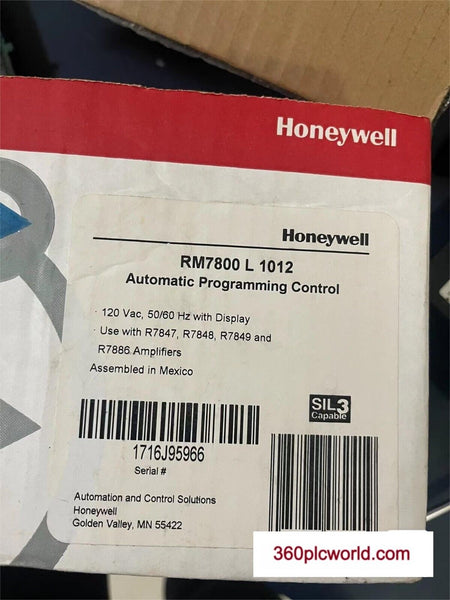 Honeywell
Honeywell
RM7800 L 1012
Automatic Programming Control
· 120 Vac, 50/60 Hz with Display
· Use with R7847, R7848, R7849 and
R7886 Amplifiers
Assembled in Mexico
SIL3
Capable
1716J95966
Serial #
Automation and Control Solutions
Honeywell
Golden Valley, MN 55422
360plcworld.com